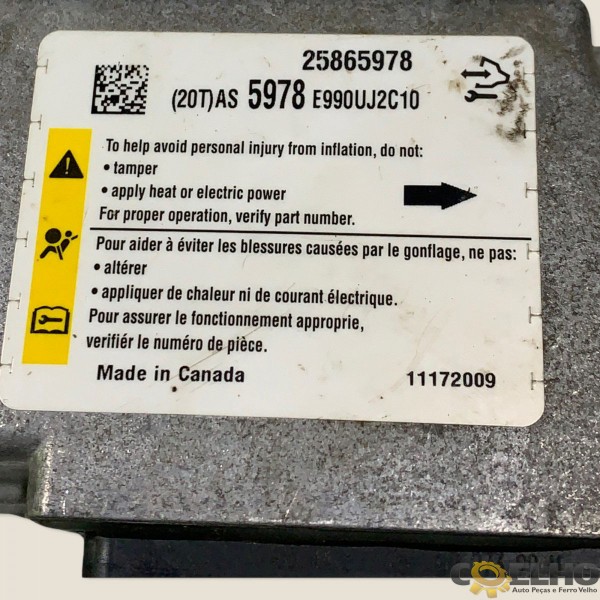 25865978
(20T)AS 5978 E990UJ2C10
To help avoid personal injury from inflation, do not:
• tamper
• apply heat or electric power
For proper operation, verify part number.
Pour aider à éviter les blessures causées par le gonflage, ne pas:
• altérer
• appliquer de chaleur ni de courant électrique.
Pour assurer le fonctionnement approprie,
verifiér le numéro de pièce.
Made in Canada 11172009
COELHO
Auto Peças e Ferro Velho